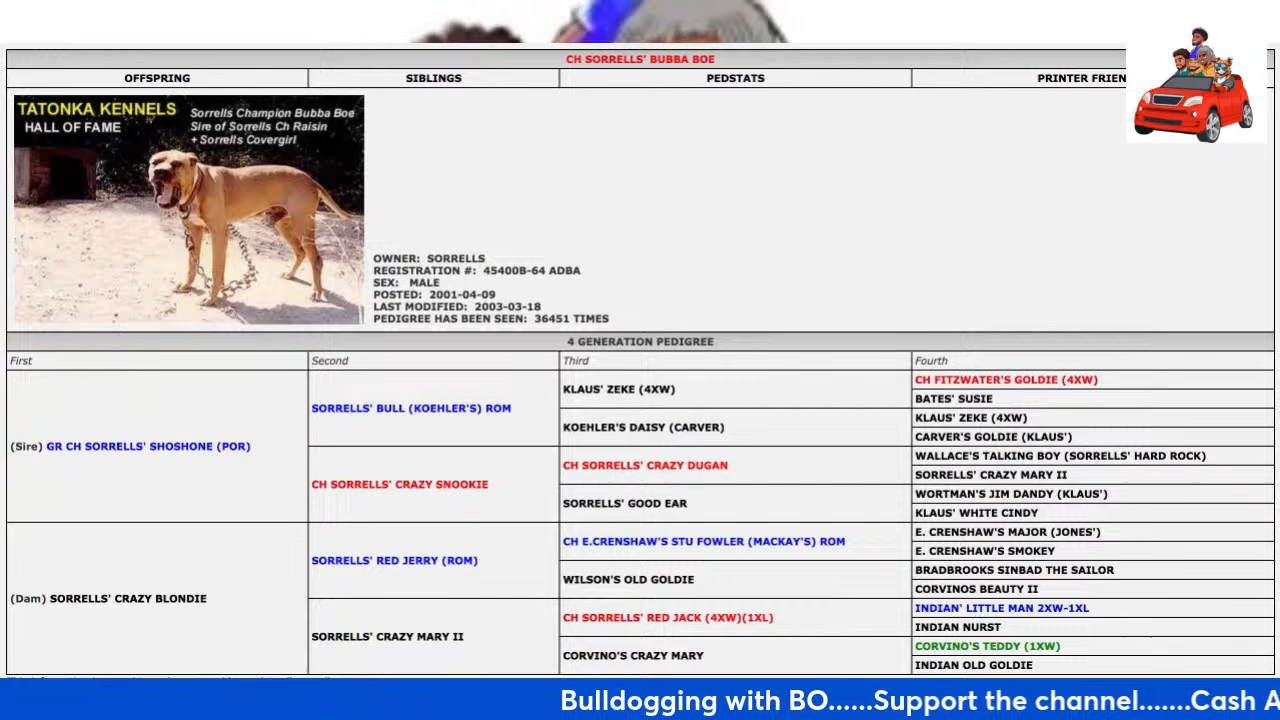 CH SORRELLS' BUBBA BOE
OFFSPRING SIBLINGS PEDSTATS PRINTER FRIEN
TATONKA KENNELS
HALL OF FAME
Sorrells Champion Bubba Boe
Sire of Sorrells Ch Raisin
+ Sorrells Covergirl
OWNER: SORRELLS
REGISTRATION #: 45400B-64 ADBA
SEX: MALE
POSTED: 2001-04-09
LAST MODIFIED: 2003-03-18
PEDIGREE HAS BEEN SEEN: 36451 TIMES
4 GENERATION PEDIGREE
First Second Third Fourth
(Sire) GR CH SORRELLS' SHOSHONE (POR)
(Dam) SORRELLS' CRAZY BLONDIE
SORRELLS' BULL (KOEHLER'S) ROM
CH SORRELLS' CRAZY SNOOKIE
SORRELLS' RED JERRY (ROM)
SORRELLS' CRAZY MARY II
KLAUS' ZEKE (4XW)
KOEHLER'S DAISY (CARVER)
CH SORRELLS' CRAZY DUGAN
SORRELLS' GOOD EAR
CH E.CRENSHAW'S STU FOWLER (MACKAY'S) ROM
WILSON'S OLD GOLDIE
CH SORRELLS' RED JACK (4XW)(1XL)
CORVINO'S CRAZY MARY
CH FITZWATER'S GOLDIE (4XW)
BATES' SUSIE
KLAUS' ZEKE (4XW)
CARVER'S GOLDIE (KLAUS')
WALLACE'S TALKING BOY (SORRELLS' HARD ROCK)
SORRELLS' CRAZY MARY II
WORTMAN'S JIM DANDY (KLAUS')
KLAUS' WHITE CINDY
E. CRENSHAW'S MAJOR (JONES')
E. CRENSHAW'S SMOKEY
BRADBROOKS SINBAD THE SAILOR
CORVINOS BEAUTY II
INDIAN' LITTLE MAN 2XW-1XL
INDIAN NURST
CORVINO'S TEDDY (1XW)
INDIAN OLD GOLDIE
Bulldogging with BO......Support the channel.......Cash A